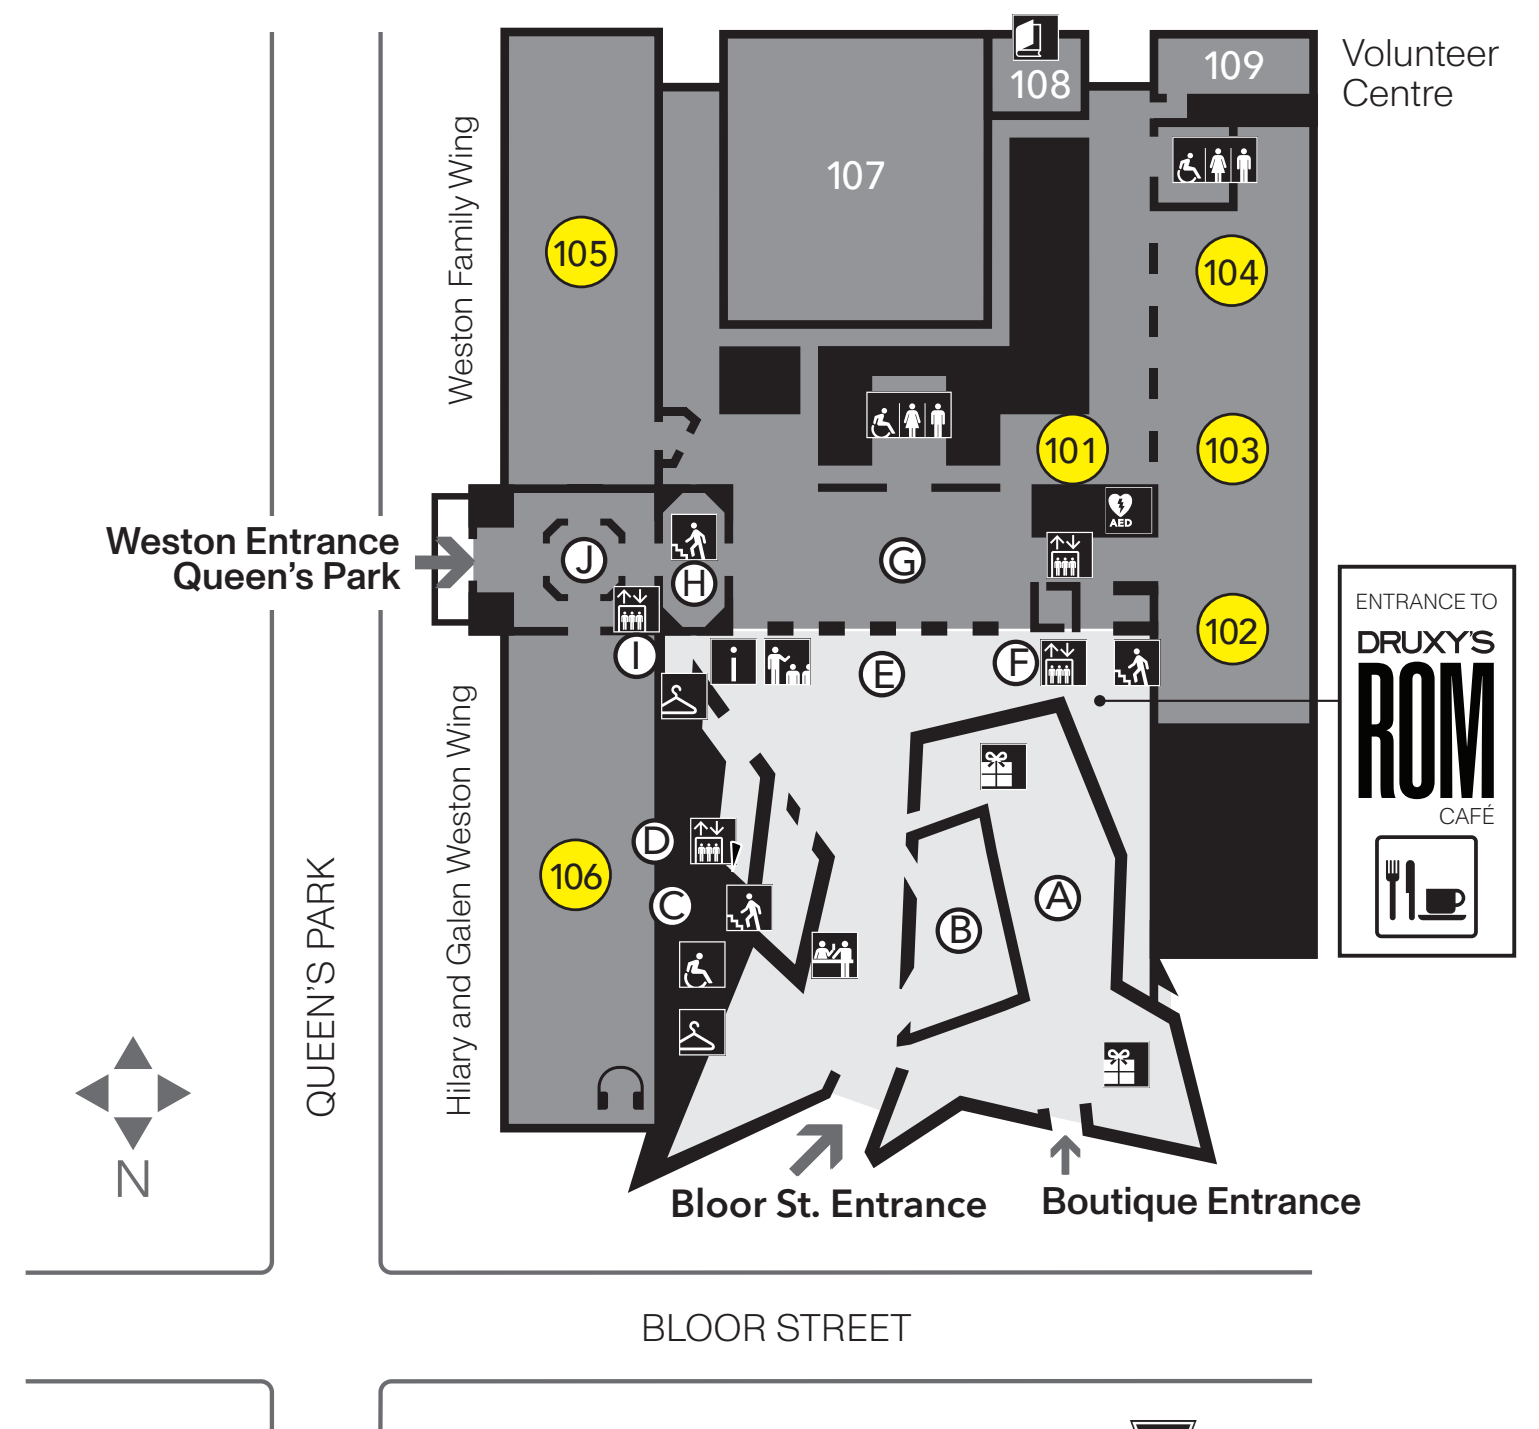 Volunteer
Centre
109
108
107
Weston Family Wing
105
104
101
103
AED
Weston Entrance
Queen's Park
J
H
G
I
i
E
F
102
ENTRANCE TO
DRUXY'S
ROM
CAFÉ
Hilary and Galen Weston Wing
D
106
C
B
A
QUEEN'S PARK
N
Bloor St. Entrance
Boutique Entrance
BLOOR STREET